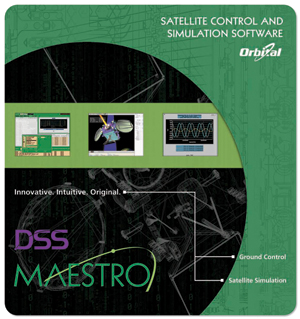 SATELLITE CONTROL AND
SIMULATION SOFTWARE
Orbital
Innovative. Intuitive. Original.
DSS
MAESTRO
Ground Control
Satellite Simulation